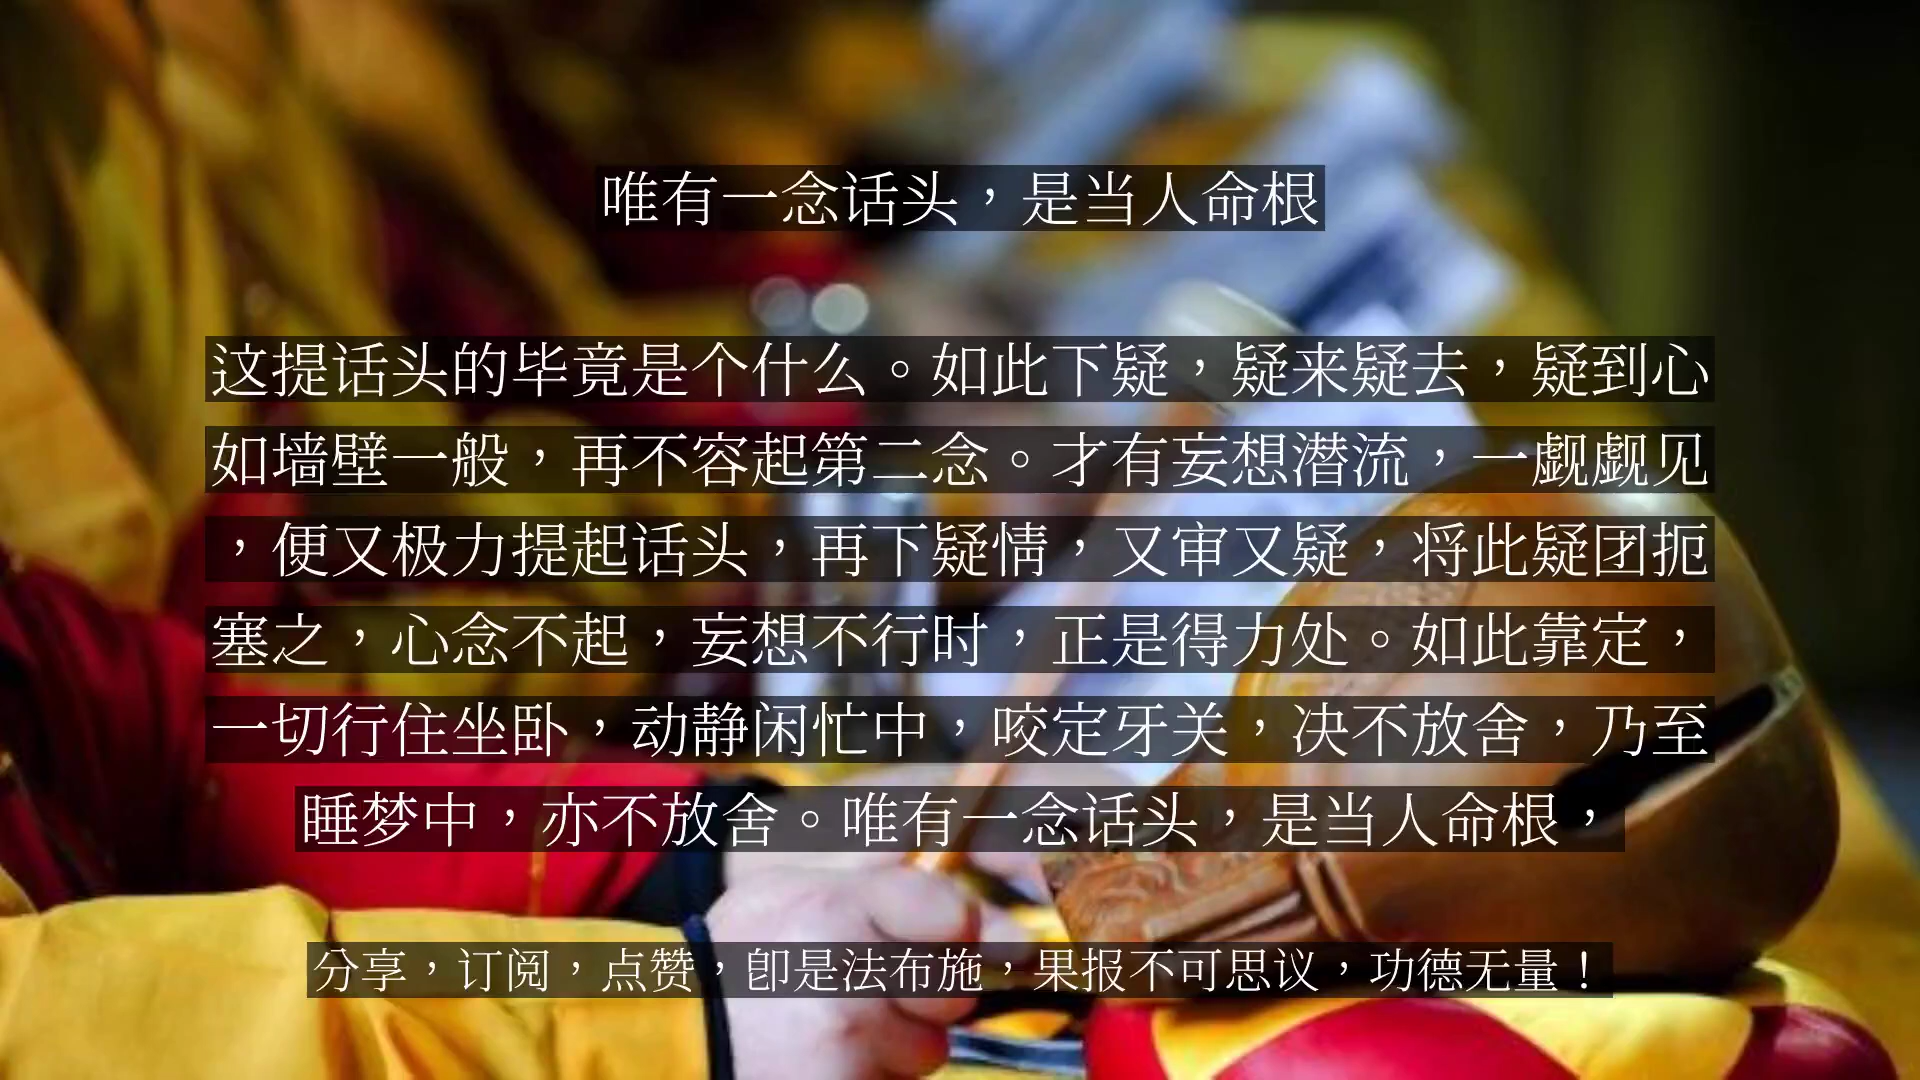 唯有一念话头，是当人命根
这提话头的毕竟是个什么。如此下疑，疑来疑去，疑到心
如墙壁一般，再不容起第二念。才有妄想潜流，一觑觑见
，便又极力提起话头，再下疑情，又审又疑，将此疑团扼
塞之，心念不起，妄想不行时，正是得力处。如此靠定，
一切行住坐卧，动静闲忙中，咬定牙关，决不放舍，乃至
睡梦中，亦不放舍。唯有一念话头，是当人命根，
分享，订阅，点赞，即是法布施，果报不可思议，功德无量！